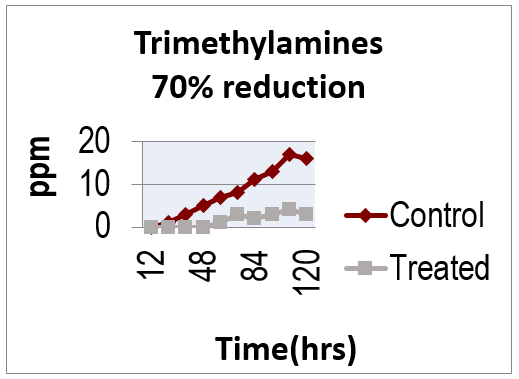 Trimethylamines
70% reduction
ppm
20
10
0
12
48
84
120
Control
Treated
Time(hrs)